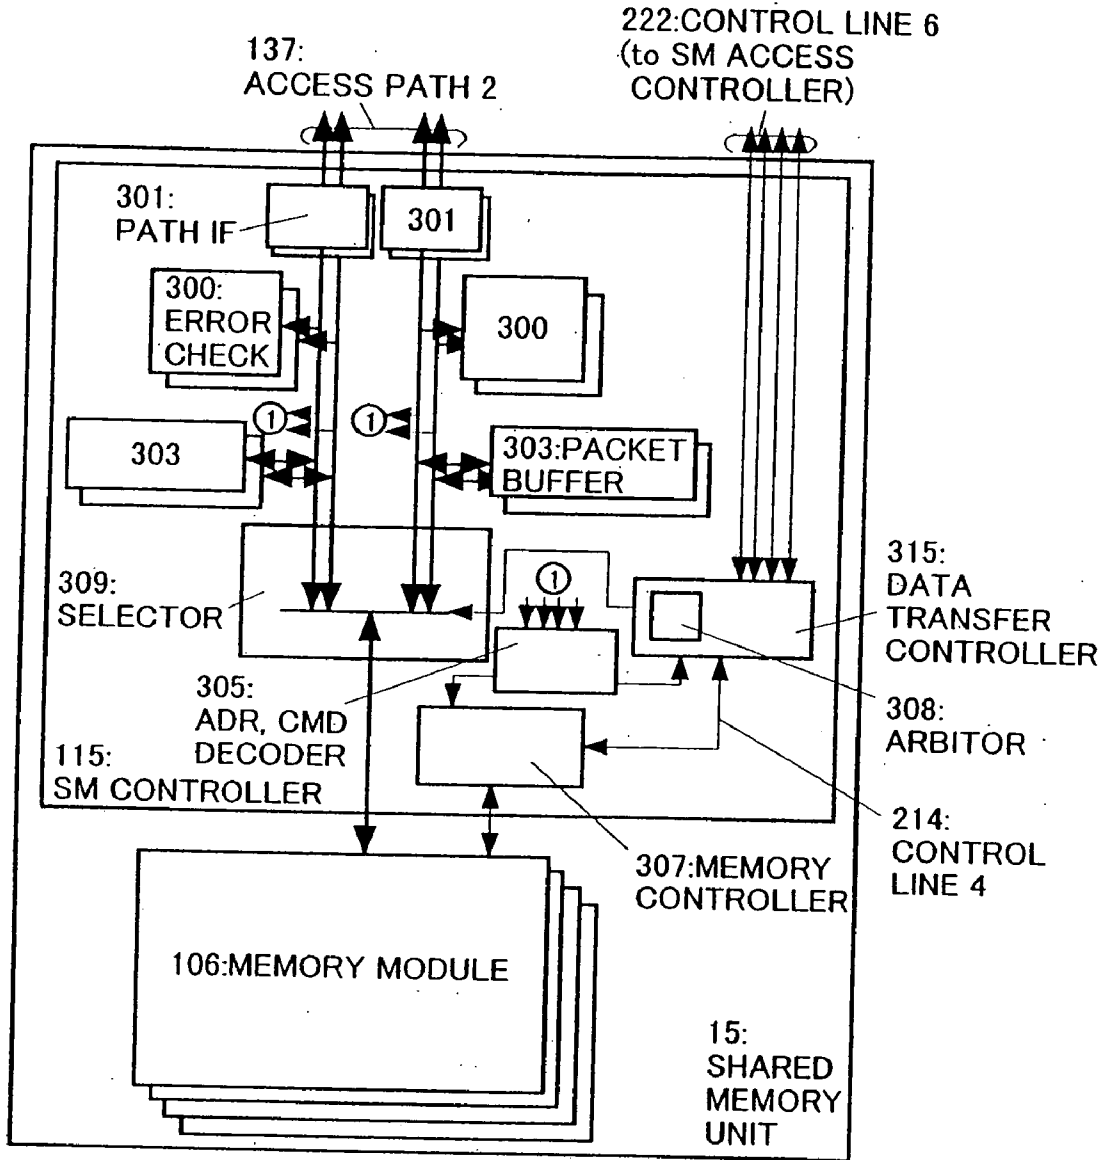 222:CONTROL LINE 6
(to SM ACCESS
CONTROLLER)
137:
ACCESS PATH 2
301:
PATH IF
301
300:
ERROR
CHECK
300
1
1
303
303:PACKET
BUFFER
309:
SELECTOR
1
315:
DATA
TRANSFER
CONTROLLER
305:
ADR, CMD
DECODER
308:
ARBITOR
115:
SM CONTROLLER
214:
CONTROL
LINE 4
307:MEMORY
CONTROLLER
106:MEMORY MODULE
15:
SHARED
MEMORY
UNIT